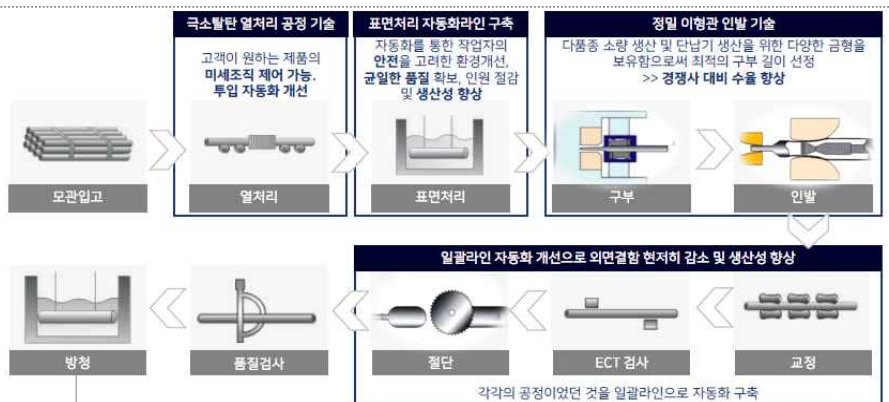 극소탈탄 열처리 공정 기술
고객이 원하는 제품의
미세조직 제어 가능.
투입 자동화 개선
표면처리 자동화라인 구축
자동화를 통한 작업자의
안전을 고려한 환경개선,
균일한 품질 확보, 인원 절감
및 생산성 향상
정밀 이형관 인발 기술
다품종 소량 생산 및 단납기 생산을 위한 다양한 금형을
보유함으로써 최적의 구부 길이 선정
>> 경쟁사 대비 수율 향상
모관입고
열처리
표면처리
구부
인발
일괄라인 자동화 개선으로 외면결함 현저히 감소 및 생산성 향상
방청
품질검사
절단
ECT 검사
교정
각각의 공정이었던 것을 일괄라인으로 자동화 구축